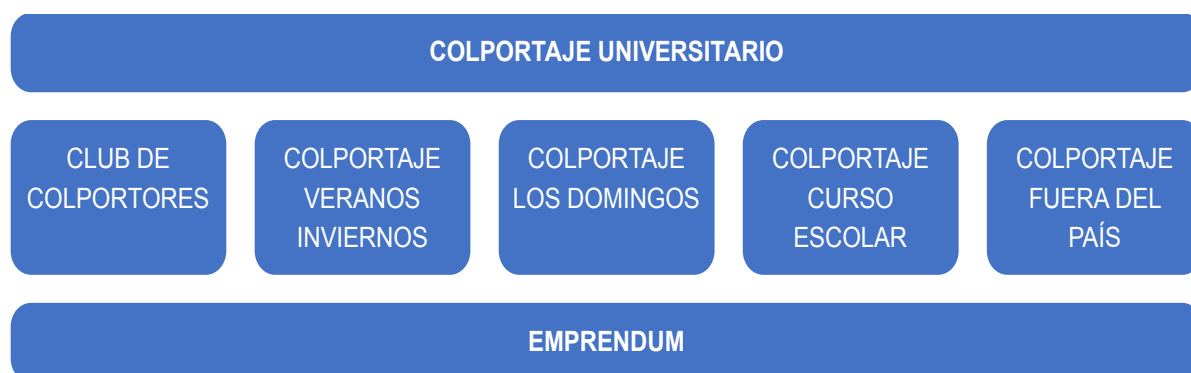 COLPORTAJE UNIVERSITARIO
CLUB DE
COLPORTORES
COLPORTAJE
VERANOS
INVIERNOS
COLPORTAJE
LOS DOMINGOS
COLPORTAJE
CURSO
ESCOLAR
COLPORTAJE
FUERA DEL
PAÍS
EMPRENDUM